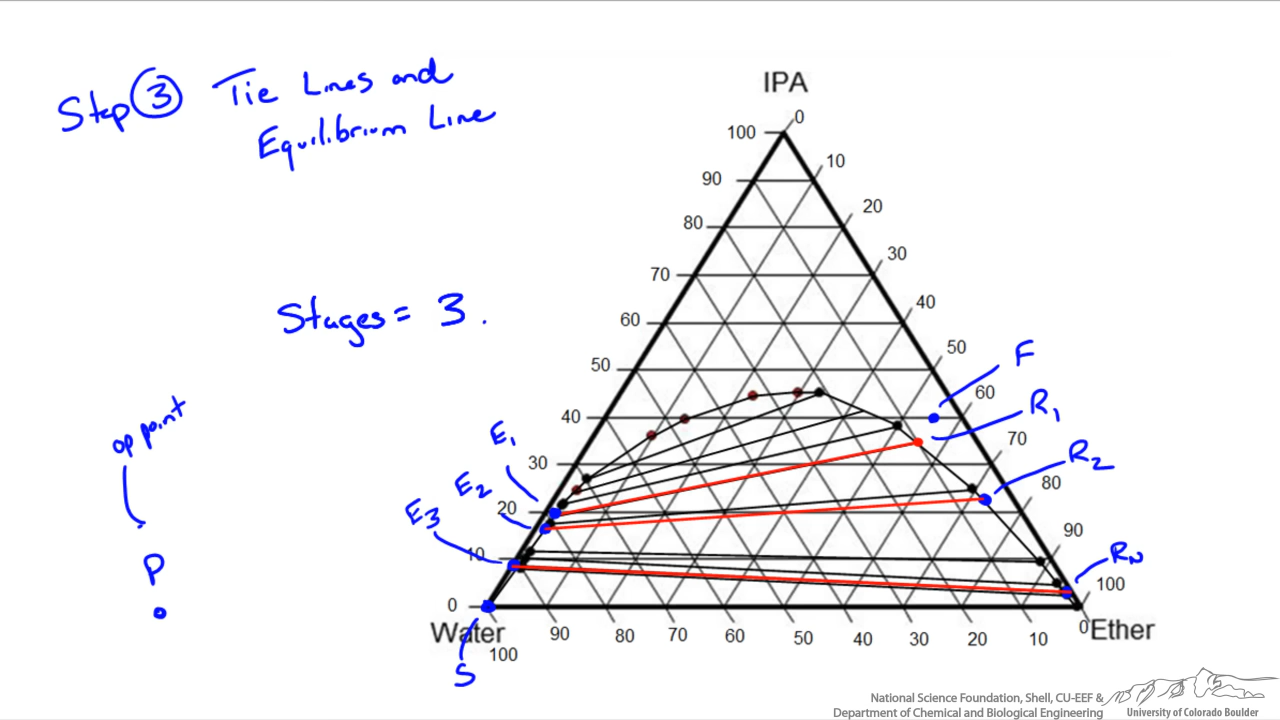 Step 3 Tie Lines and
Equilibrium Line
Stages = 3.
op point
P
IPA
100
90
80
70
60
50
40
30
20
10
0
0
10
20
30
40
50
60
70
80
90
100
F
R1
R2
RN
E1
E2
E3
S
Water
Ether
100
90
80
70
60
50
40
30
20
10
0
National Science Foundation, Shell, CU-EEF &
Department of Chemical and Biological Engineering
University of Colorado Boulder